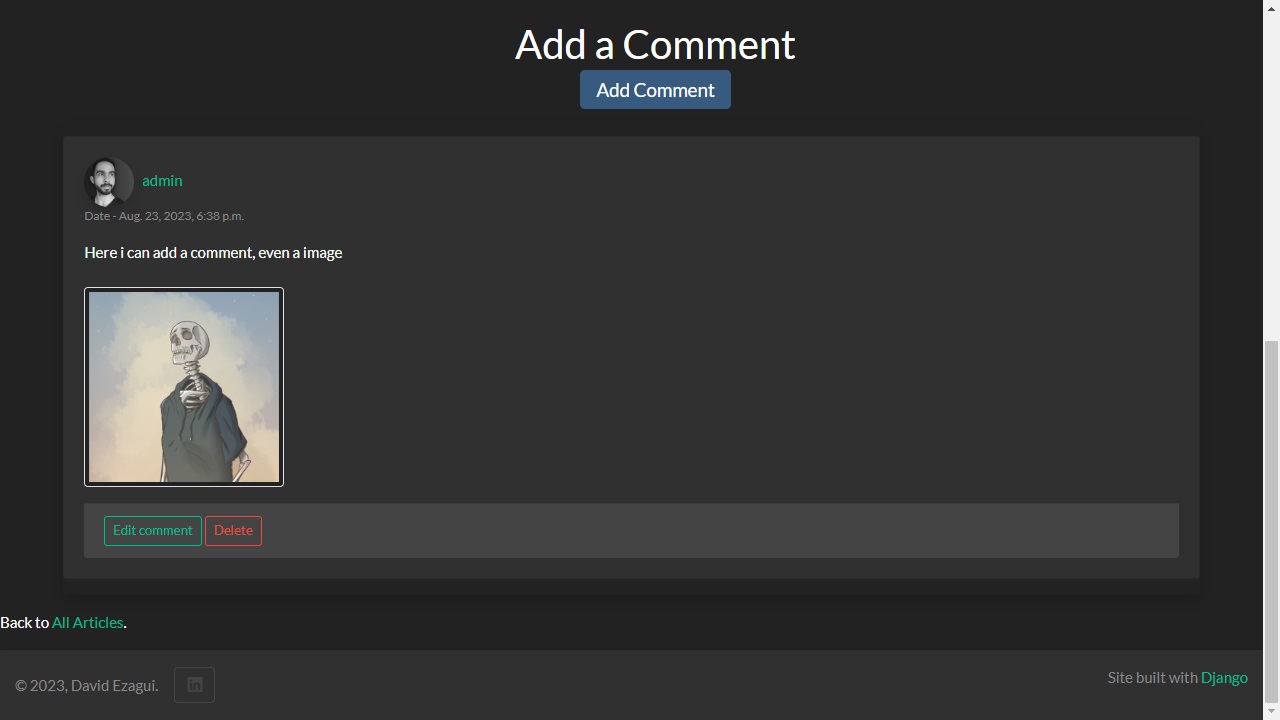 Add a Comment
Add Comment
admin
Date - Aug. 23, 2023, 6:38 p.m.
Here i can add a comment, even a image
Edit comment Delete
Back to All Articles.
© 2023, David Ezagui. in
Site built with Django